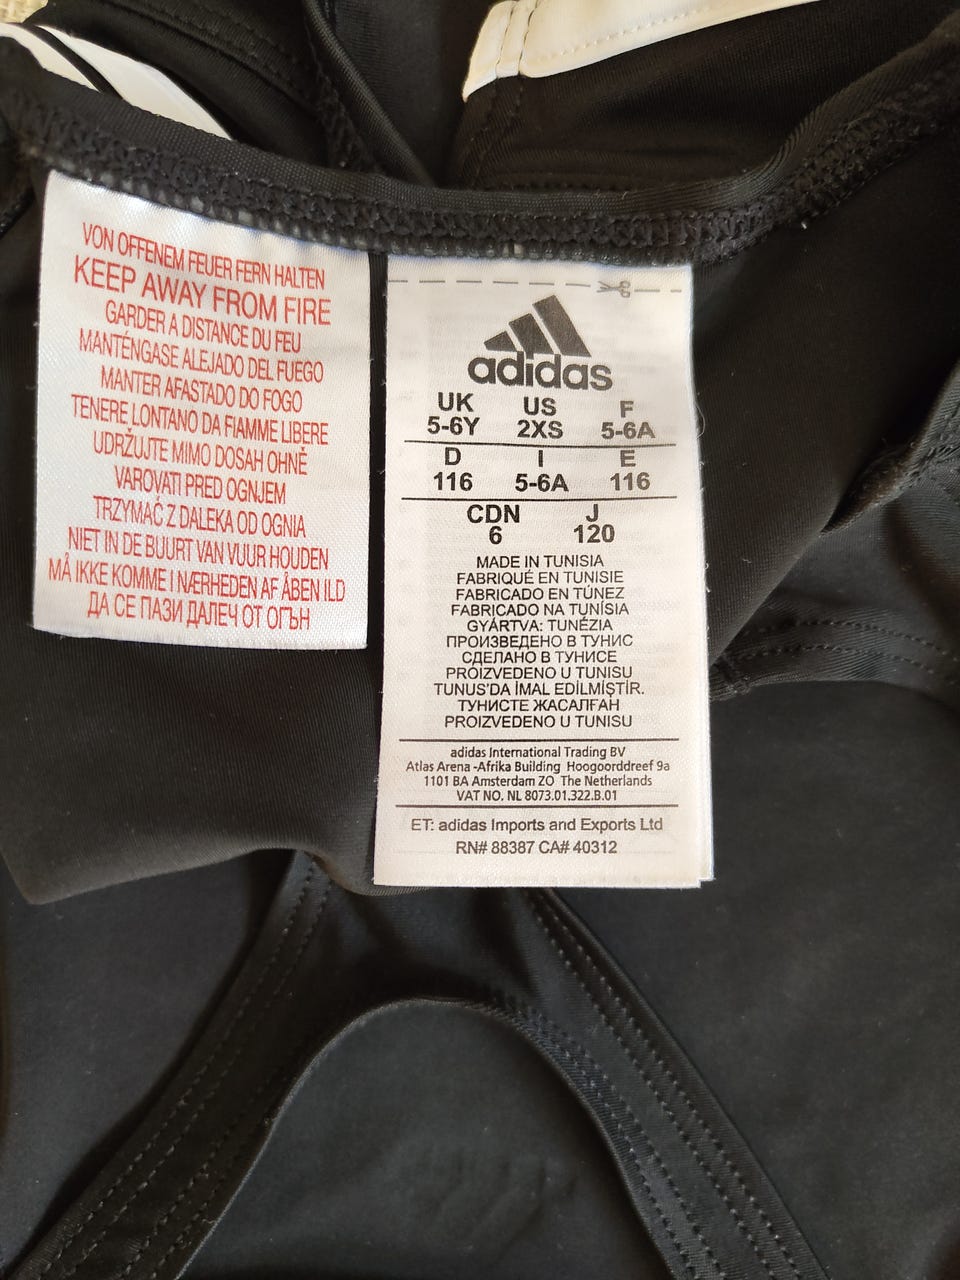 VON OFFENEM FEUER FERN HALTEN
KEEP AWAY FROM FIRE
GARDER A DISTANCE DU FEU
MANTÉNGASE ALEJADO DEL FUEGO
MANTER AFASTADO DO FOGO
TENERE LONTANO DA FIAMME LIBERE
UDRŽUJTE MIMO DOSAH OHNĚ
VAROVATI PRED OGNJEM
TRZYMAĆ Z DALEKA OD OGNIA
NIET IN DE BUURT VAN VUUR HOUDEN
MÅ IKKE KOMME I NÆRHEDEN AF ÅBEN ILD
ДА СЕ ПАЗИ ДАЛЕЧ ОТ ОГЪН
adidas
UK US F
5-6Y 2XS 5-6A
D I E
116 5-6A 116
CDN J
6 120
MADE IN TUNISIA
FABRIQUÉ EN TUNISIE
FABRICADO EN TÚNEZ
FABRICADO NA TUNÍSIA
GYÁRTVA: TUNÉZIA
ПРОИЗВЕДЕНО В ТУНИС
СДЕЛАНО В ТУНИСЕ
PROIZVEDENO U TUNISU
TUNUS'DA İMAL EDİLMİŞTİR.
ТУНИСТЕ ЖАСАЛҒАН
PROIZVEDENO U TUNISU
adidas International Trading BV
Atlas Arena -Afrika Building Hoogoorddreef 9a
1101 BA Amsterdam ZO The Netherlands
VAT NO. NL 8073.01.322.B.01
ET: adidas Imports and Exports Ltd
RN# 88387 CA# 40312